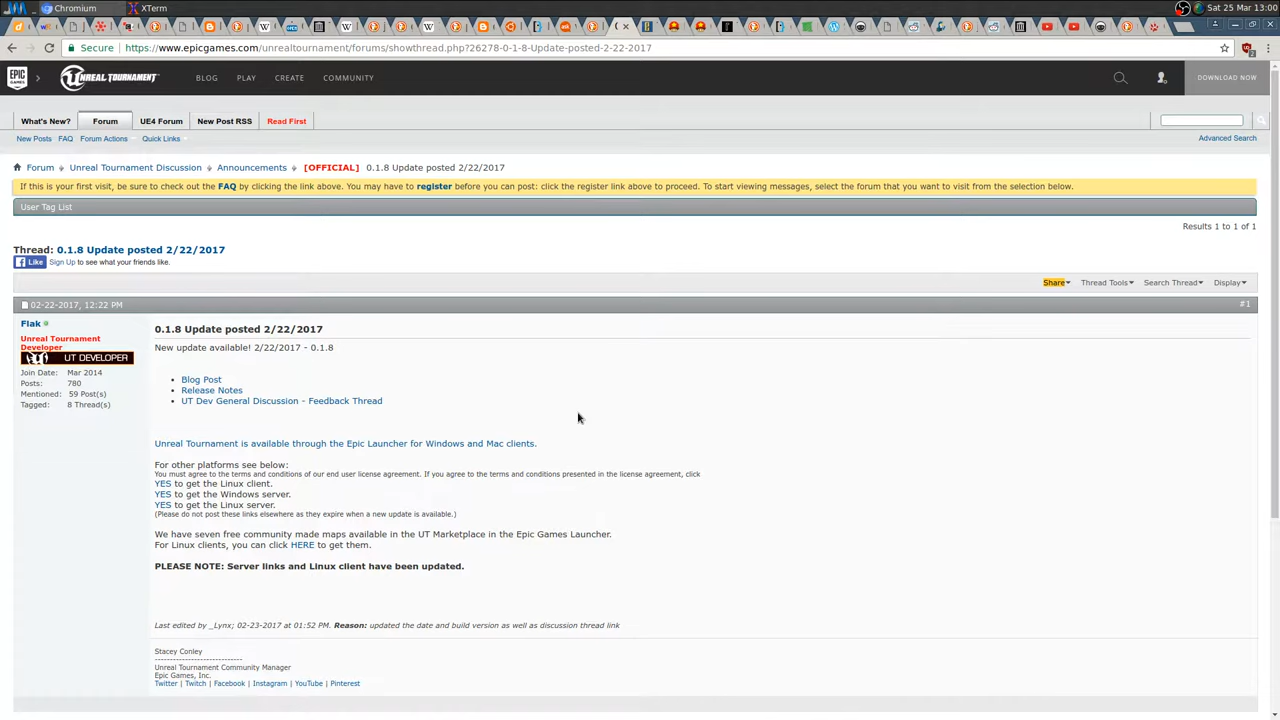 Chromium
XTerm
Sat 25 Mar 13:00
Secure
https://www.epicgames.com/unrealtournament/forums/showthread.php?26278-0-1-8-Update-posted-2-22-2017
EPIC GAMES
UNREAL TOURNAMENT
BLOG
PLAY
CREATE
COMMUNITY
DOWNLOAD NOW
What's New?
Forum
UE4 Forum
New Post RSS
Read First
New Posts
FAQ
Forum Actions
Quick Links
Advanced Search
Forum Unreal Tournament Discussion Announcements [OFFICIAL] 0.1.8 Update posted 2/22/2017
If this is your first visit, be sure to check out the FAQ by clicking the link above. You may have to register before you can post: click the register link above to proceed. To start viewing messages, select the forum that you want to visit from the selection below.
User Tag List
Results 1 to 1 of 1
Thread: 0.1.8 Update posted 2/22/2017
Like Sign Up to see what your friends like.
Share
Thread Tools
Search Thread
Display
02-22-2017, 12:22 PM
#1
Flak
Unreal Tournament
Developer
UT DEVELOPER
Join Date: Mar 2014
Posts: 780
Mentioned: 59 Post(s)
Tagged: 8 Thread(s)
0.1.8 Update posted 2/22/2017
New update available! 2/22/2017 - 0.1.8
• Blog Post
• Release Notes
• UT Dev General Discussion - Feedback Thread
Unreal Tournament is available through the Epic Launcher for Windows and Mac clients.
For other platforms see below:
You must agree to the terms and conditions of our end user license agreement. If you agree to the terms and conditions presented in the license agreement, click
YES to get the Linux client.
YES to get the Windows server.
YES to get the Linux server.
(Please do not post these links elsewhere as they expire when a new update is available.)
We have seven free community made maps available in the UT Marketplace in the Epic Games Launcher.
For Linux clients, you can click HERE to get them.
PLEASE NOTE: Server links and Linux client have been updated.
Last edited by _Lynx; 02-23-2017 at 01:52 PM. Reason: updated the date and build version as well as discussion thread link
Stacey Conley
----------------------------
Unreal Tournament Community Manager
Epic Games, Inc.
Twitter | Twitch | Facebook | Instagram | YouTube | Pinterest